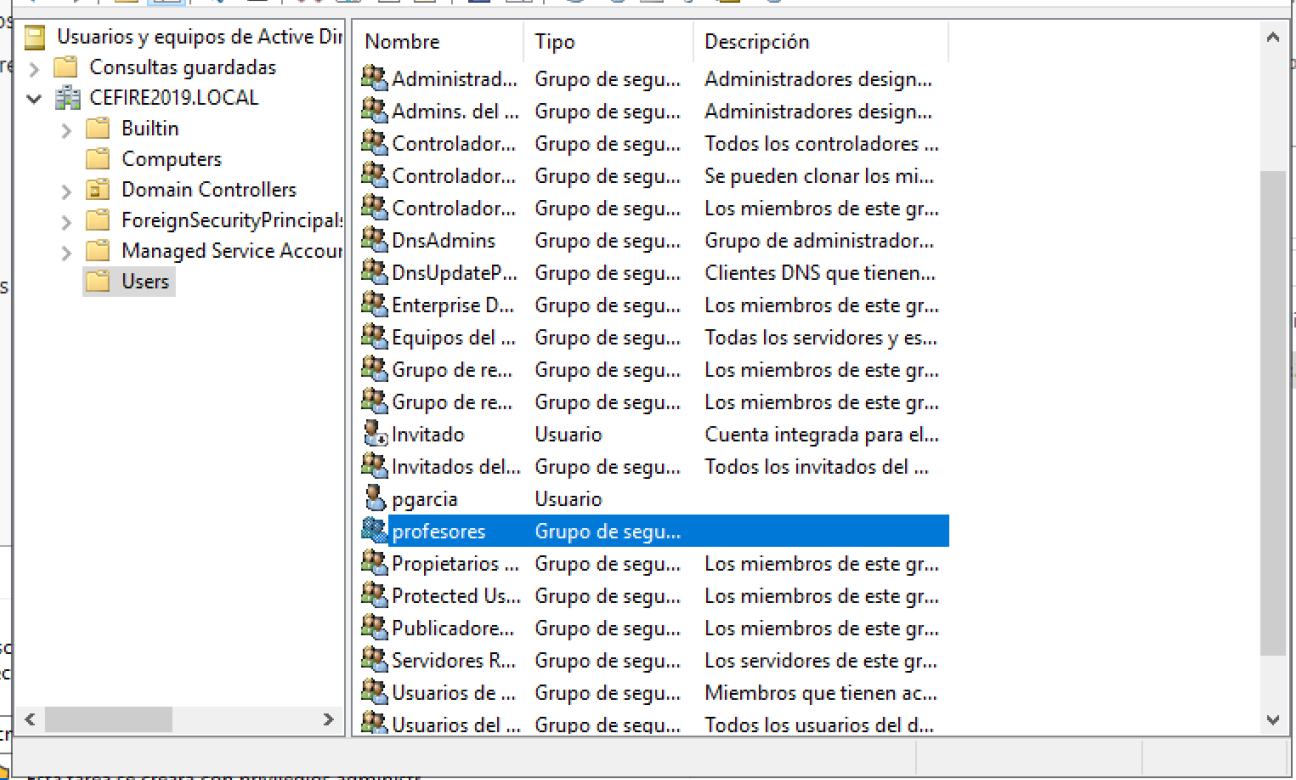 Usuarios y equipos de Active Dir
Consultas guardadas
CEFIRE2019.LOCAL
Builtin
Computers
Domain Controllers
ForeignSecurityPrincipals
Managed Service Accour
Users
Nombre Tipo Descripción
Administrad... Grupo de segu... Administradores design...
Admins. del ... Grupo de segu... Administradores design...
Controlador... Grupo de segu... Todos los controladores ...
Controlador... Grupo de segu... Se pueden clonar los mi...
Controlador... Grupo de segu... Los miembros de este gr...
DnsAdmins Grupo de segu... Grupo de administrador...
DnsUpdateP... Grupo de segu... Clientes DNS que tienen...
Enterprise D... Grupo de segu... Los miembros de este gr...
Equipos del ... Grupo de segu... Todas los servidores y es...
Grupo de re... Grupo de segu... Los miembros de este gr...
Grupo de re... Grupo de segu... Los miembros de este gr...
Invitado Usuario Cuenta integrada para el...
Invitados del... Grupo de segu... Todos los invitados del ...
pgarcia Usuario
profesores Grupo de segu...
Propietarios ... Grupo de segu... Los miembros de este gr...
Protected Us... Grupo de segu... Los miembros de este gr...
Publicadore... Grupo de segu... Los miembros de este gr...
Servidores R... Grupo de segu... Los servidores de este gr...
Usuarios de ... Grupo de segu... Miembros que tienen ac...
Usuarios del ... Grupo de segu... Todos los usuarios del d...
Esta tarea se creará con privilegios administr